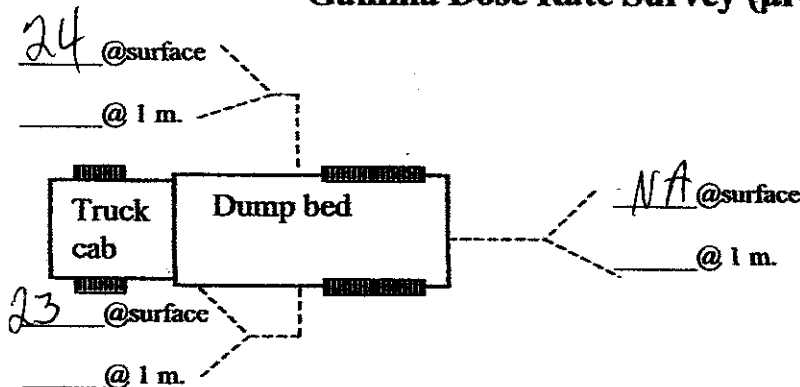 Gamma Dose Rate Survey
24 @surface
@ 1 m.
Truck cab
Dump bed
NA @surface
@ 1 m.
23 @surface
@ 1 m.